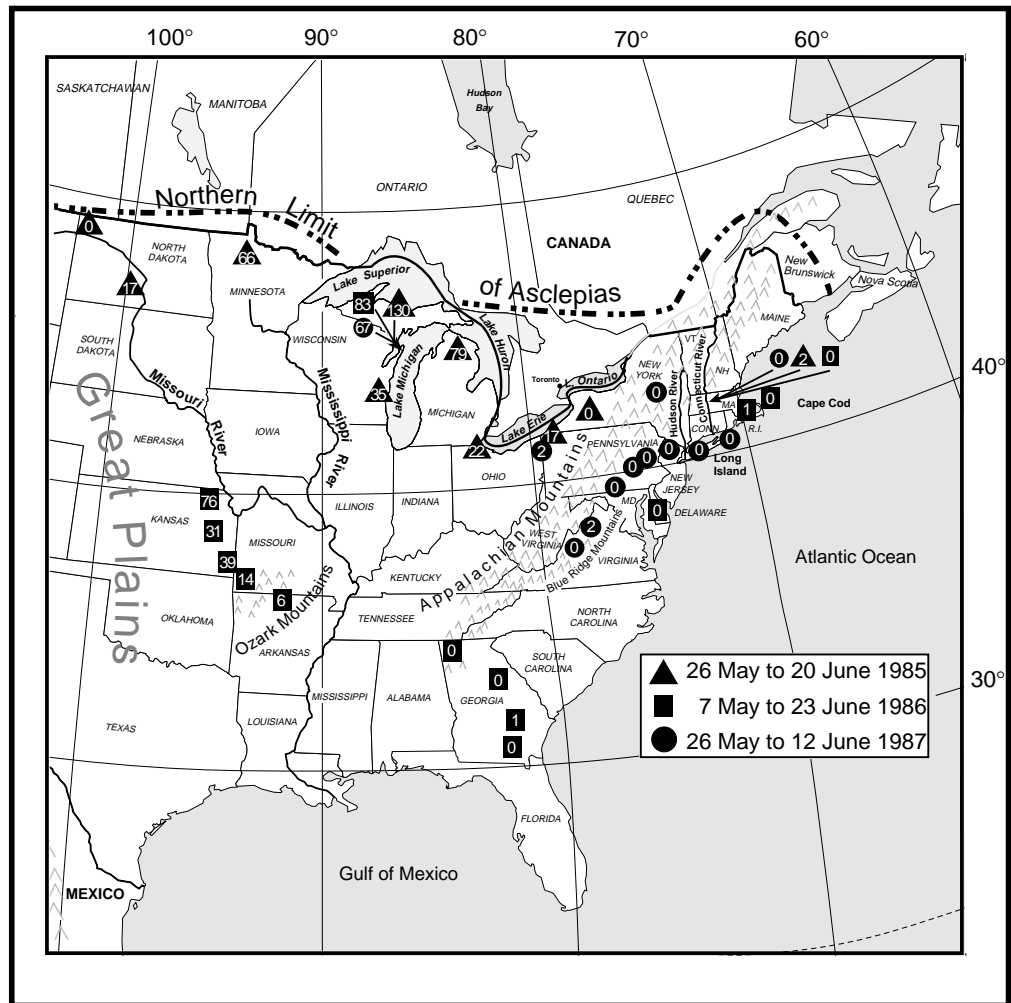 100°
90°
80°
70°
60°
SASKATCHAWAN
MANITOBA
Hudson
Bay
ONTARIO
QUEBEC
Northern Limit
of Asclepias
CANADA
New
Brunswick
Nova Scotia
0
NORTH
DAKOTA
66
17
MINNESOTA
Lake Superior
83
130
67
WISCONSIN
79
Lake Huron
MAINE
VT
NH
SOUTH
DAKOTA
Missouri
River
Mississippi
River
35
Lake Michigan
MICHIGAN
Toronto
L. Ontario
NEW
YORK
0
0
Hudson River
Connecticut River
0
2
0
40°
MA
1
0
Cape Cod
CONN
R.I.
Great Plains
NEBRASKA
IOWA
22
Lake Erie
17
2
PENNSYLVANIA
0
0
0
0
0
0
Long
Island
OHIO
NEW
JERSEY
ILLINOIS
INDIANA
MD
0
DELAWARE
76
KANSAS
31
MISSOURI
39
14
6
Ozark Mountains
Appalachian Mountains
WEST
VIRGINIA
2
0
Blue Ridge Mountains
VIRGINIA
Atlantic Ocean
KENTUCKY
OKLAHOMA
ARKANSAS
TENNESSEE
NORTH
CAROLINA
0
SOUTH
CAROLINA
0
30°
TEXAS
LOUISIANA
MISSISSIPPI
ALABAMA
GEORGIA
1
0
26 May to 20 June 1985
7 May to 23 June 1986
26 May to 12 June 1987
FLORIDA
Gulf of Mexico
MEXICO